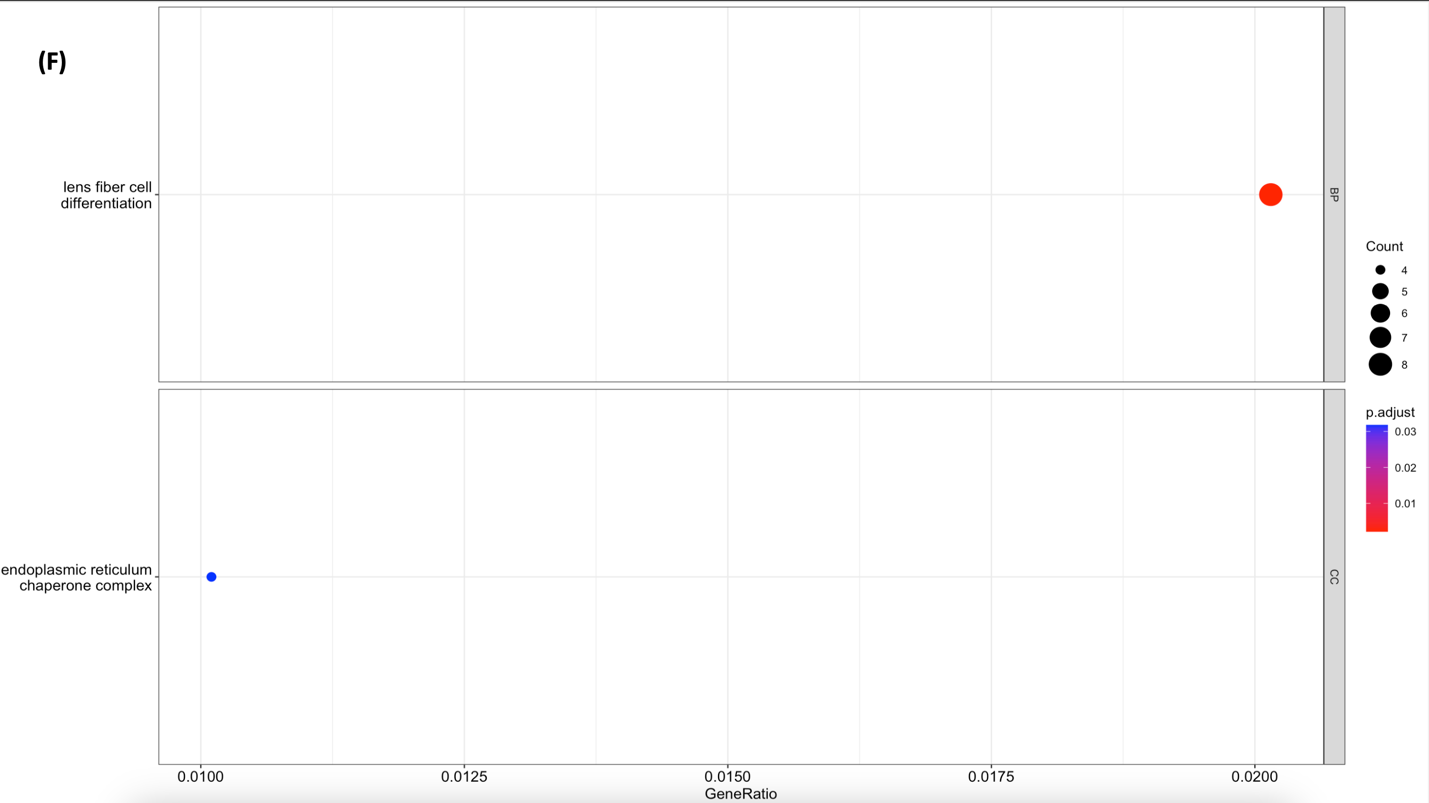 (F)
lens fiber cell
differentiation
BP
endoplasmic reticulum
chaperone complex
CC
0.0100
0.0125
0.0150
0.0175
0.0200
GeneRatio
Count
4
5
6
7
8
p.adjust
0.03
0.02
0.01